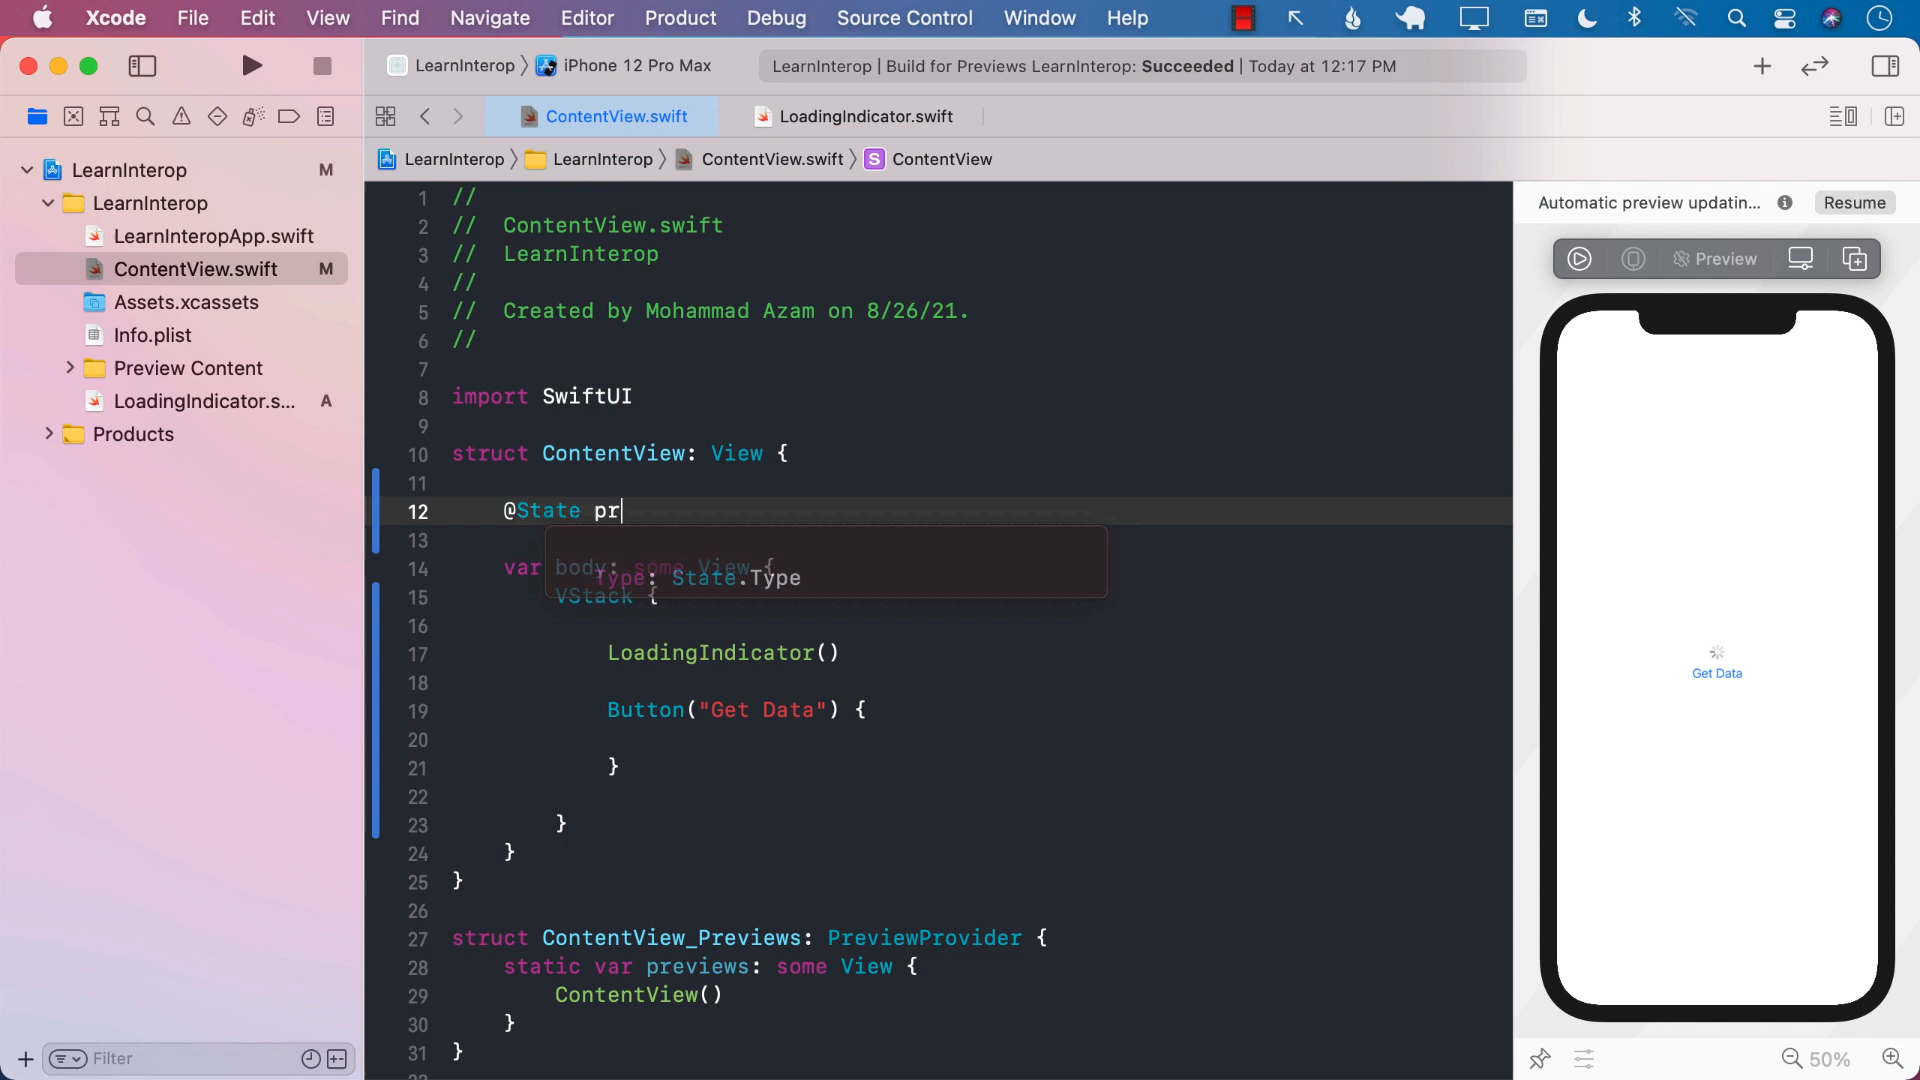 Xcode File Edit View Find Navigate Editor Product Debug Source Control Window Help
LearnInterop iPhone 12 Pro Max
LearnInterop | Build for Previews LearnInterop: Succeeded | Today at 12:17 PM
ContentView.swift
LoadingIndicator.swift
LearnInterop LearnInterop ContentView.swift S ContentView
LearnInterop M
LearnInterop
LearnInteropApp.swift
ContentView.swift M
Assets.xcassets
Info.plist
Preview Content
LoadingIndicator.s... A
Products
Filter
1 //
2 // ContentView.swift
3 // LearnInterop
4 //
5 // Created by Mohammad Azam on 8/26/21.
6 //
7
8 import SwiftUI
9
10 struct ContentView: View {
11
12 @State pr
13
14 var body: some View {
Type: State.Type
15 VStack {
16
17 LoadingIndicator()
18
19 Button("Get Data") {
20
21 }
22
23 }
24 }
25 }
26
27 struct ContentView_Previews: PreviewProvider {
28 static var previews: some View {
29 ContentView()
30 }
31 }
Automatic preview updatin... Resume
Preview
Get Data
50%